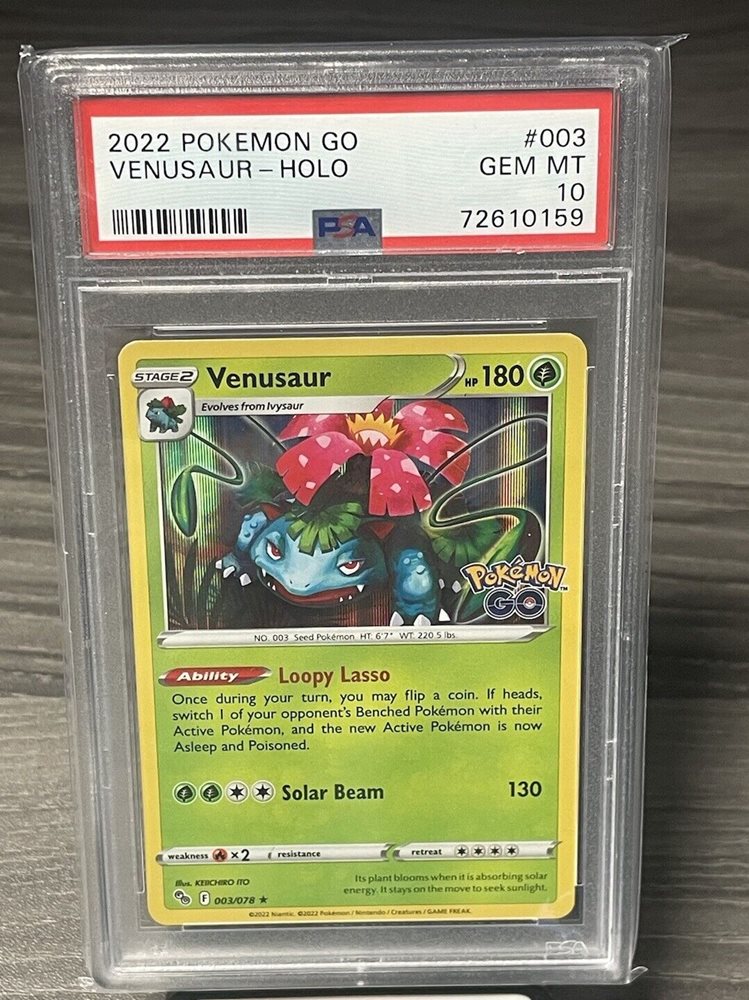 2022 POKEMON GO #003
VENUSAUR – HOLO GEM MT
10
PSA 72610159
STAGE 2 Venusaur HP 180
Evolves from Ivysaur
Pokémon ™
GO
NO. 003 Seed Pokémon HT. 6'7" WT. 220.5 lbs.
Ability Loopy Lasso
Once during your turn, you may flip a coin. If heads,
switch 1 of your opponent's Benched Pokémon with their
Active Pokémon, and the new Active Pokémon is now
Asleep and Poisoned.
Solar Beam 130
weakness ×2 resistance retreat
Illus. KEIICHIRO ITO
Its plant blooms when it is absorbing solar
energy. It stays on the move to seek sunlight.
F 003/078 ★
©2022 Niantic. ©2022 Pokémon / Nintendo / Creatures / GAME FREAK.
PSA